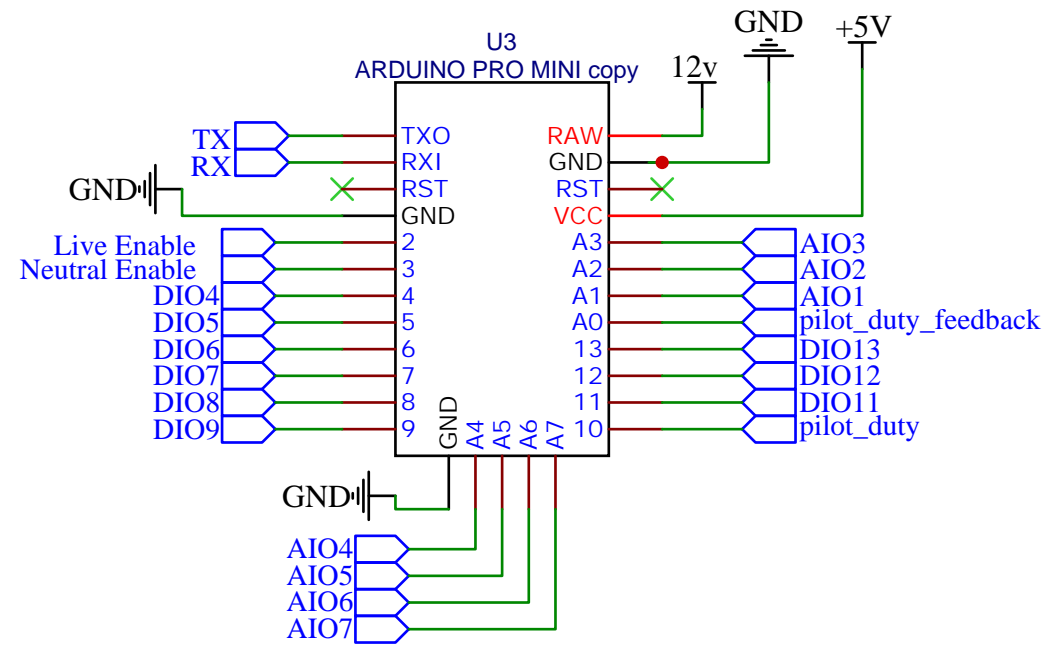 U3
ARDUINO PRO MINI copy
GND
+5V
12v
TX
TXO
RAW
RX
RXI
GND
GND
RST
RST
GND
VCC
Live Enable
2
A3
AIO3
Neutral Enable
3
A2
AIO2
DIO4
4
A1
AIO1
DIO5
5
A0
pilot_duty_feedback
DIO6
6
13
DIO13
DIO7
7
12
DIO12
DIO8
8
11
DIO11
DIO9
9
10
pilot_duty
GND
A4
A5
A6
A7
GND
AIO4
AIO5
AIO6
AIO7